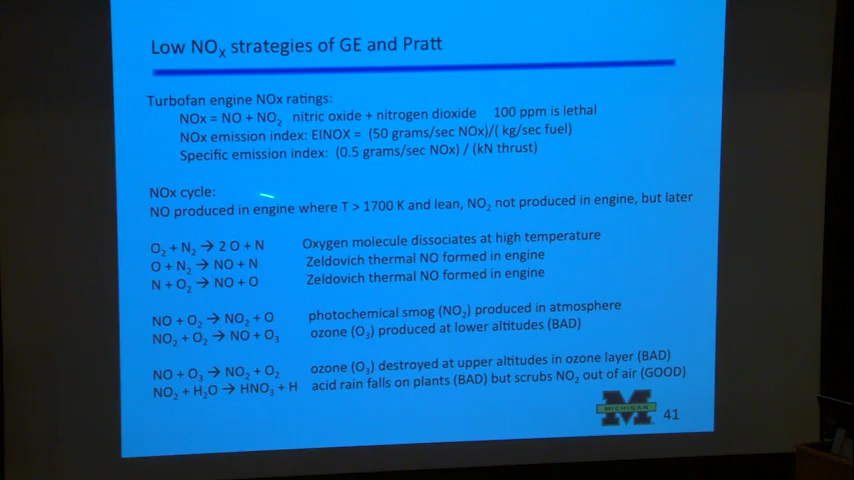 Low NOₓ strategies of GE and Pratt
Turbofan engine NOx ratings:
NOx = NO + NO₂ nitric oxide + nitrogen dioxide 100 ppm is lethal
NOx emission index: EINOX = (50 grams/sec NOx)/( kg/sec fuel)
Specific emission index: (0.5 grams/sec NOx) / (kN thrust)
NOx cycle:
NO produced in engine where T > 1700 K and lean, NO₂ not produced in engine, but later
O₂ + N₂ → 2 O + N Oxygen molecule dissociates at high temperature
O + N₂ → NO + N Zeldovich thermal NO formed in engine
N + O₂ → NO + O Zeldovich thermal NO formed in engine
NO + O₂ → NO₂ + O photochemical smog (NO₂) produced in atmosphere
NO₂ + O₂ → NO + O₃ ozone (O₃) produced at lower altitudes (BAD)
NO + O₃ → NO₂ + O₂ ozone (O₃) destroyed at upper altitudes in ozone layer (BAD)
NO₂ + H₂O → HNO₃ + H acid rain falls on plants (BAD) but scrubs NO₂ out of air (GOOD)
M
MICHIGAN
41